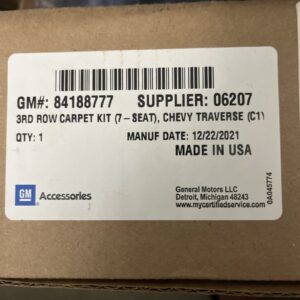 GM#: 84188777 SUPPLIER: 06207
3RD ROW CARPET KIT (7-SEAT), CHEVY TRAVERSE (C1)
QTY: 1 MANUF DATE: 12/22/2021
MADE IN USA
GM Accessories
General Motors LLC
Detroit, Michigan 48243
www.mycertifiedservice.com
0A045774